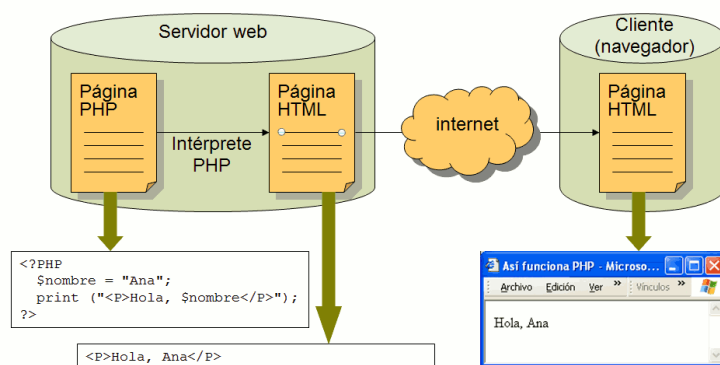 Servidor web
Cliente
(navegador)
Página
PHP
Página
HTML
Página
HTML
Intérprete
PHP
internet
<?PHP
$nombre = "Ana";
print ("<P>Hola, $nombre</P>");
?>
Así funciona PHP - Microso...
Archivo Edición Ver » Vínculos »
Hola, Ana
<P>Hola, Ana</P>